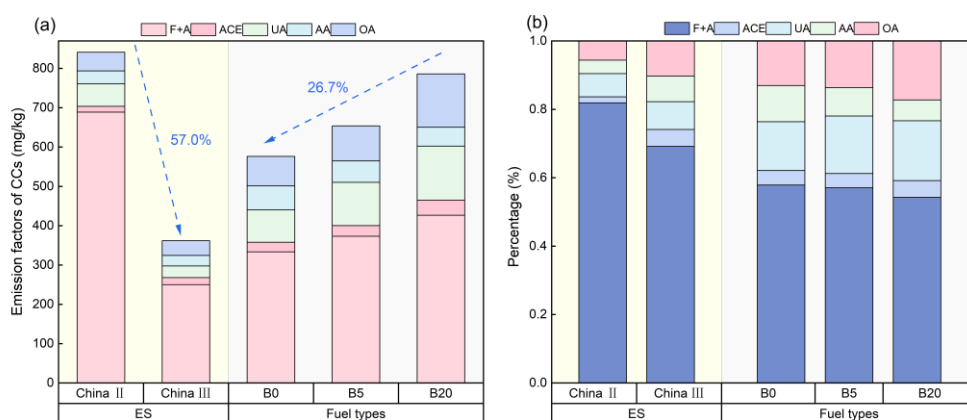 (a)
F+A ACE UA AA OA
Emission factors of CCs (mg/kg)
800
700
600
500
400
300
200
100
0
57.0%
26.7%
China Ⅱ China Ⅲ B0 B5 B20
ES Fuel types
(b)
F+A ACE UA AA OA
Percentage (%)
1.0
0.8
0.6
0.4
0.2
0.0
China Ⅱ China Ⅲ B0 B5 B20
ES Fuel types